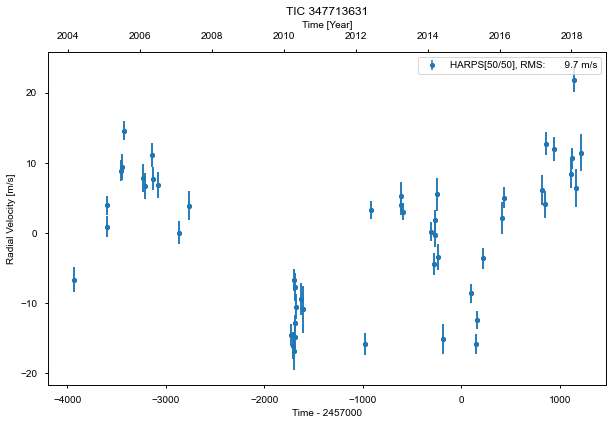 TIC 347713631
Time [Year]
2004 2006 2008 2010 2012 2014 2016 2018
HARPS[50/50], RMS: 9.7 m/s
20
10
0
−10
−20
Radial Velocity [m/s]
−4000 −3000 −2000 −1000 0 1000
Time - 2457000